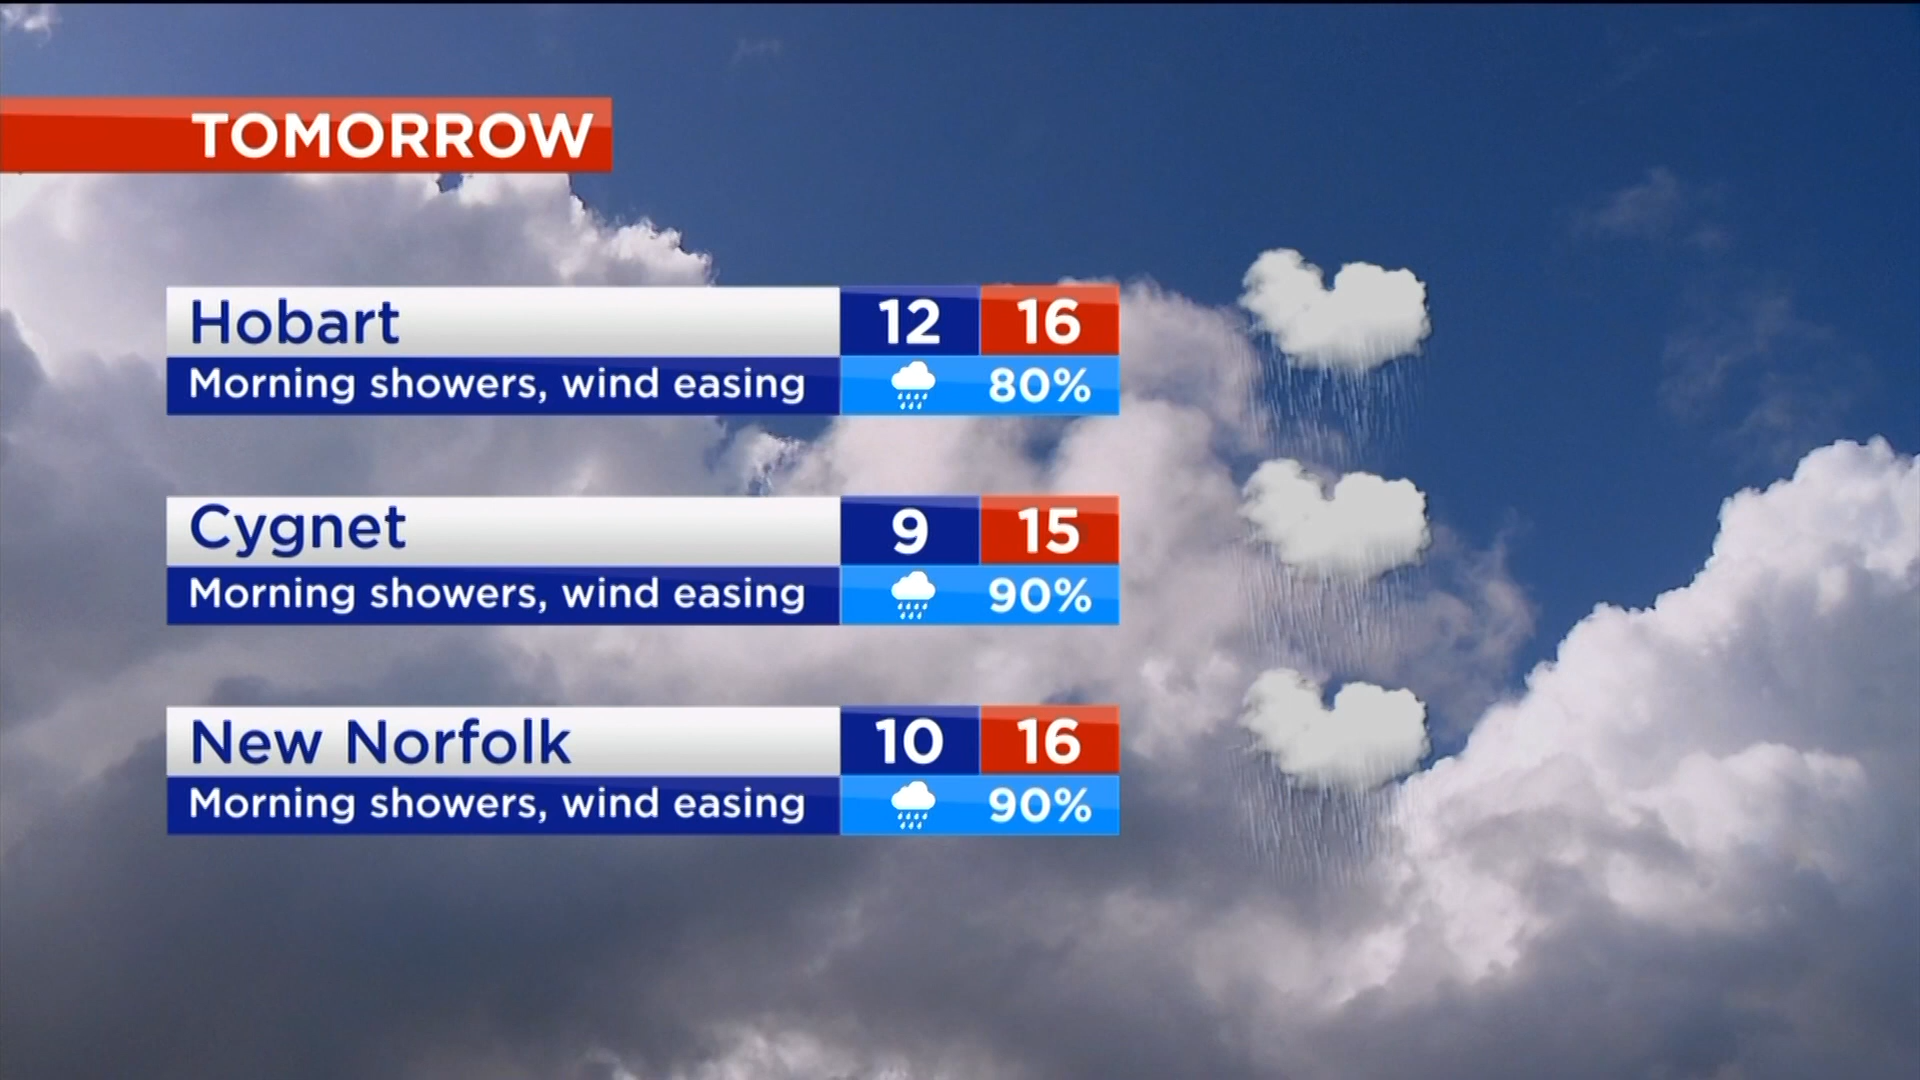 TOMORROW
Hobart 12 16
Morning showers, wind easing 80%
Cygnet 9 15
Morning showers, wind easing 90%
New Norfolk 10 16
Morning showers, wind easing 90%